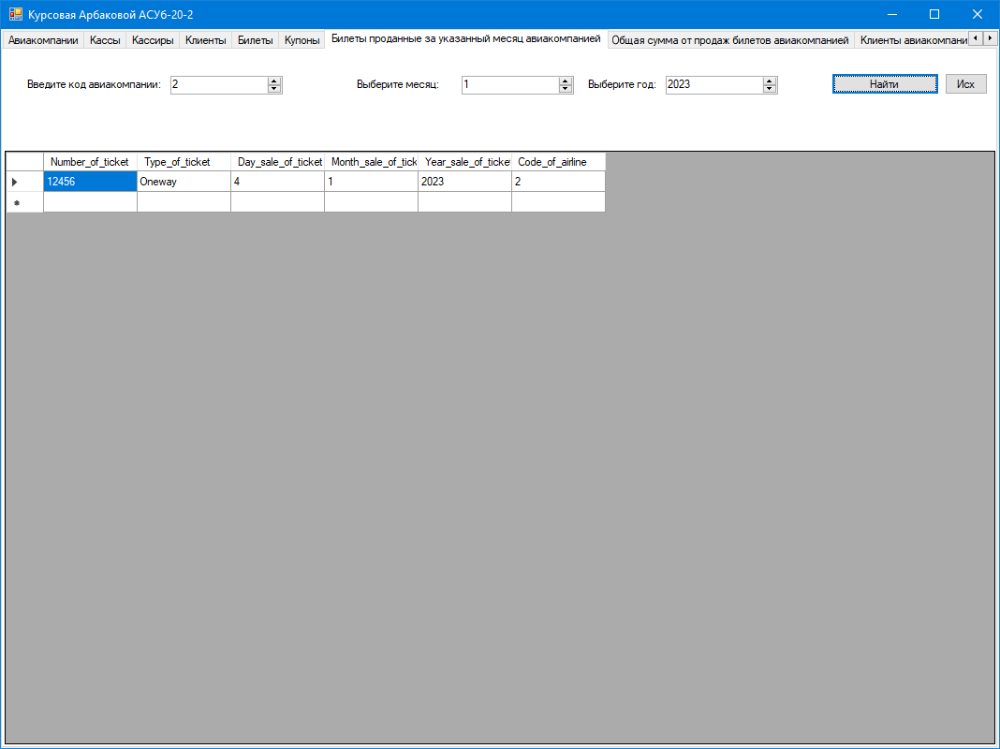 Курсовая Арбаковой АСУб-20-2
Авиакомпании Кассы Кассиры Клиенты Билеты Купоны Билеты проданные за указанный месяц авиакомпанией Общая сумма от продаж билетов авиакомпанией Клиенты авиакомпани
Введите код авиакомпании: 2 Выберите месяц: 1 Выберите год: 2023 Найти Исх
Number_of_ticket Type_of_ticket Day_sale_of_ticket Month_sale_of_tick Year_sale_of_ticke Code_of_airline
12456 Oneway 4 1 2023 2